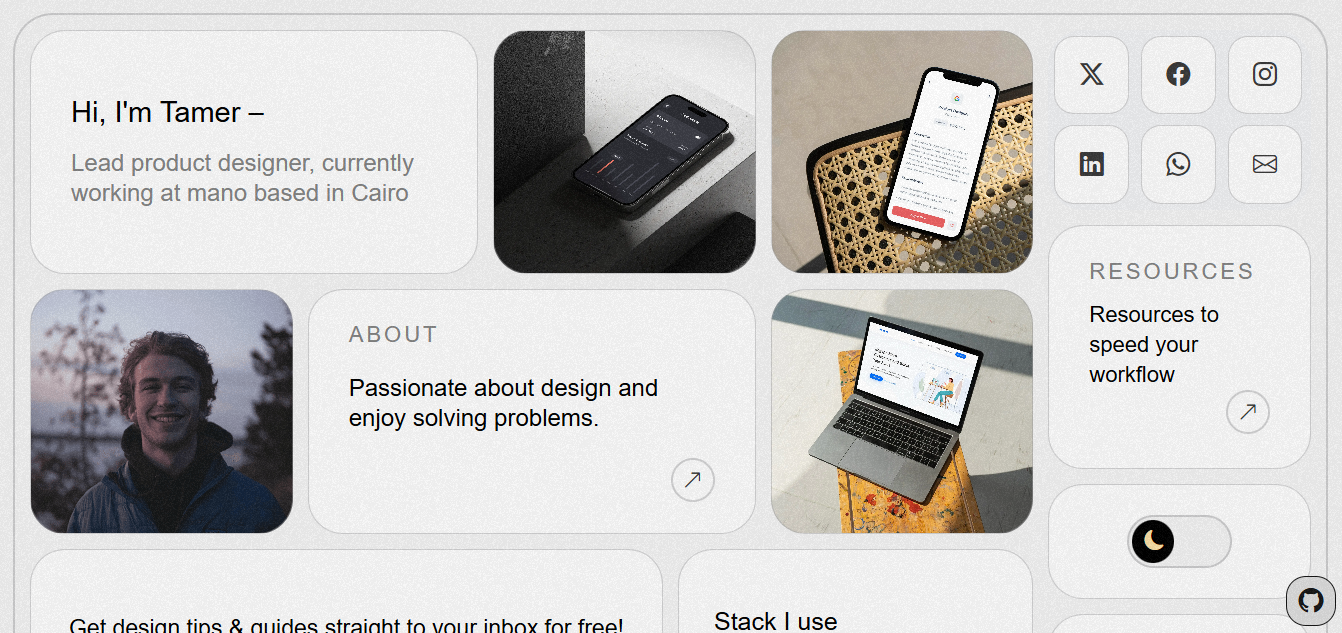 Hi, I'm Tamer –
Lead product designer, currently
working at mano based in Cairo
RESOURCES
Resources to
speed your
workflow
ABOUT
Passionate about design and
enjoy solving problems.
Get design tips & guides straight to your inbox for free!
Stack I use